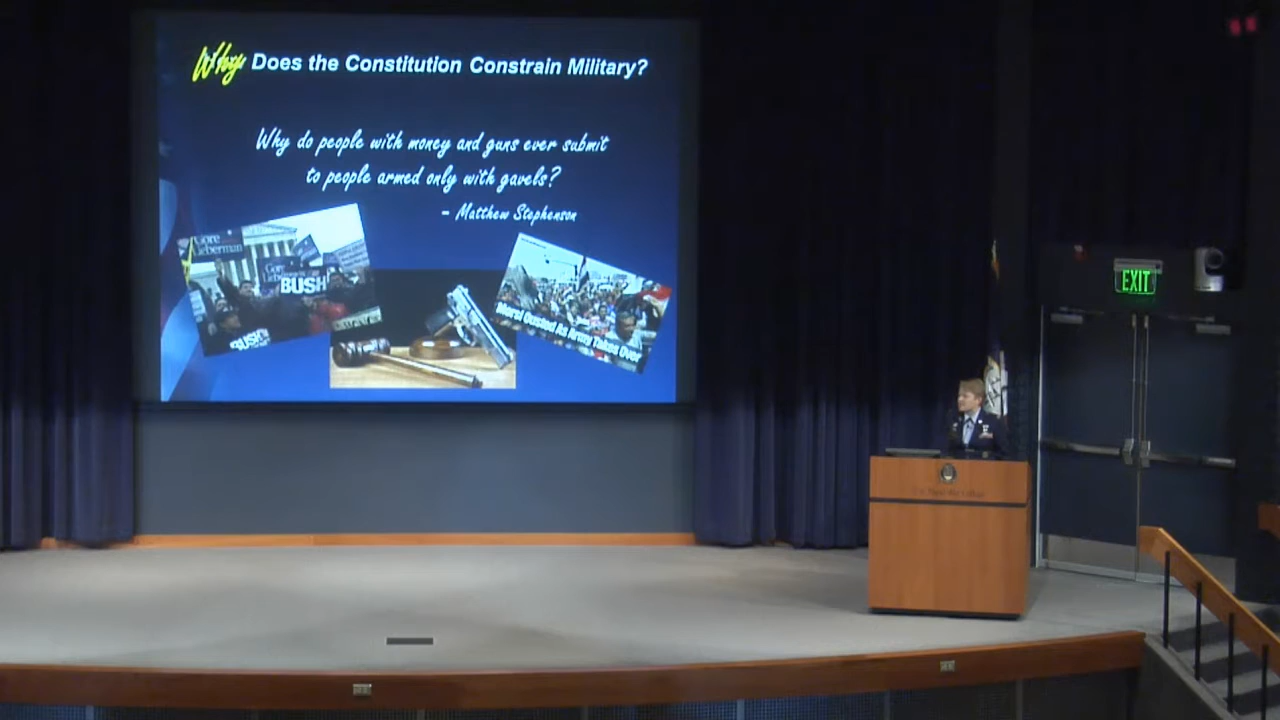 Why Does the Constitution Constrain Military?
Why do people with money and guns ever submit
to people armed only with gavels?
– Matthew Stephenson
Gore
Lieberman
Gore
BUSH
BUSH
Morsi Ousted As Army Takes Over
EXIT